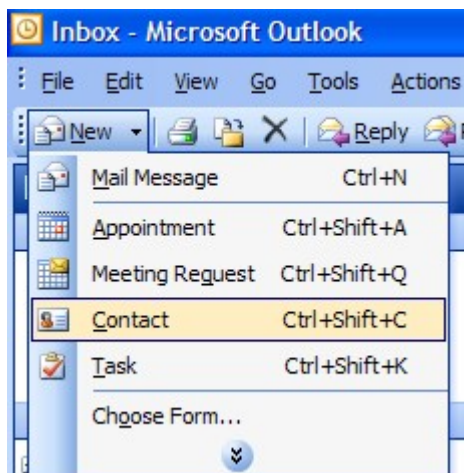 Inbox - Microsoft Outlook
File Edit View Go Tools Actions
New Reply
Mail Message Ctrl+N
Appointment Ctrl+Shift+A
Meeting Request Ctrl+Shift+Q
Contact Ctrl+Shift+C
Task Ctrl+Shift+K
Choose Form...